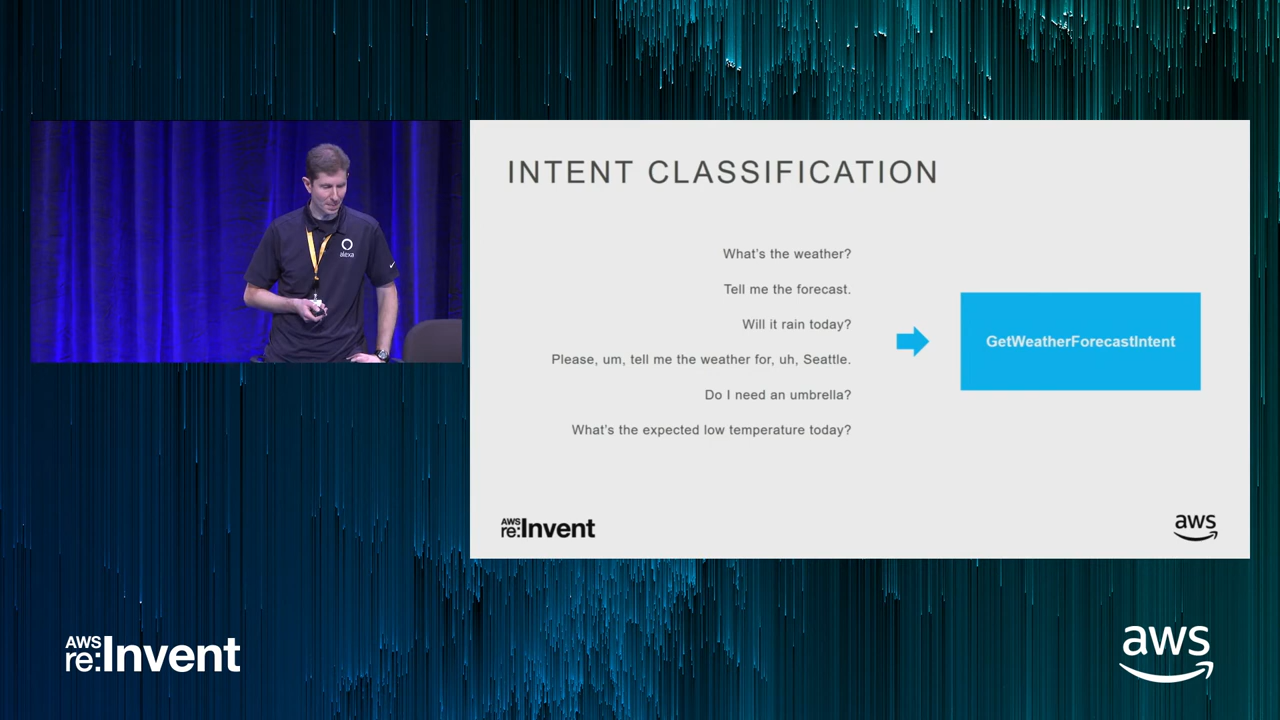 alexa
INTENT CLASSIFICATION
What's the weather?
Tell me the forecast.
Will it rain today?
Please, um, tell me the weather for, uh, Seattle.
Do I need an umbrella?
What's the expected low temperature today?
GetWeatherForecastIntent
AWS
re:Invent
aws
AWS
re:Invent
aws